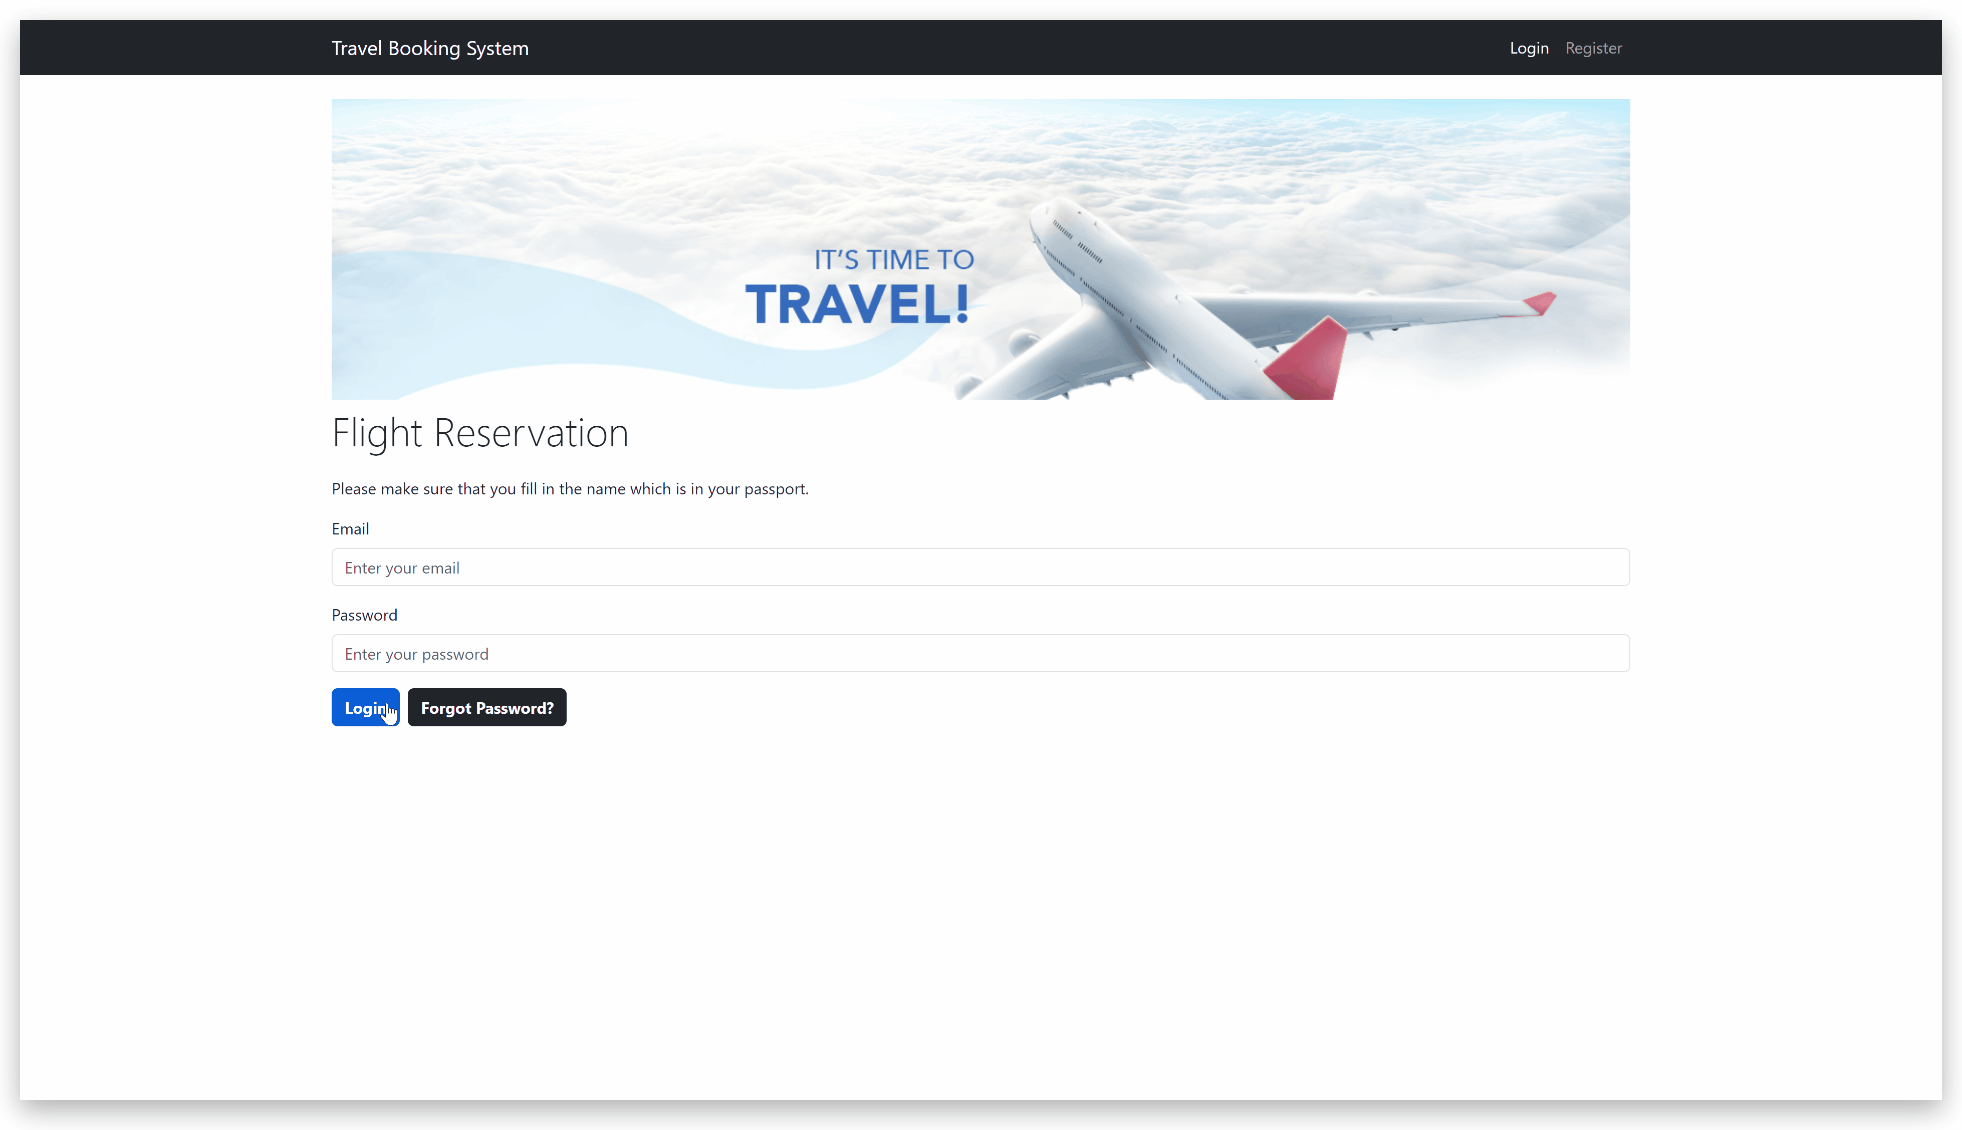 Travel Booking System
Login Register
IT'S TIME TO
TRAVEL!
Flight Reservation
Please make sure that you fill in the name which is in your passport.
Email
Enter your email
Password
Enter your password
Login Forgot Password?